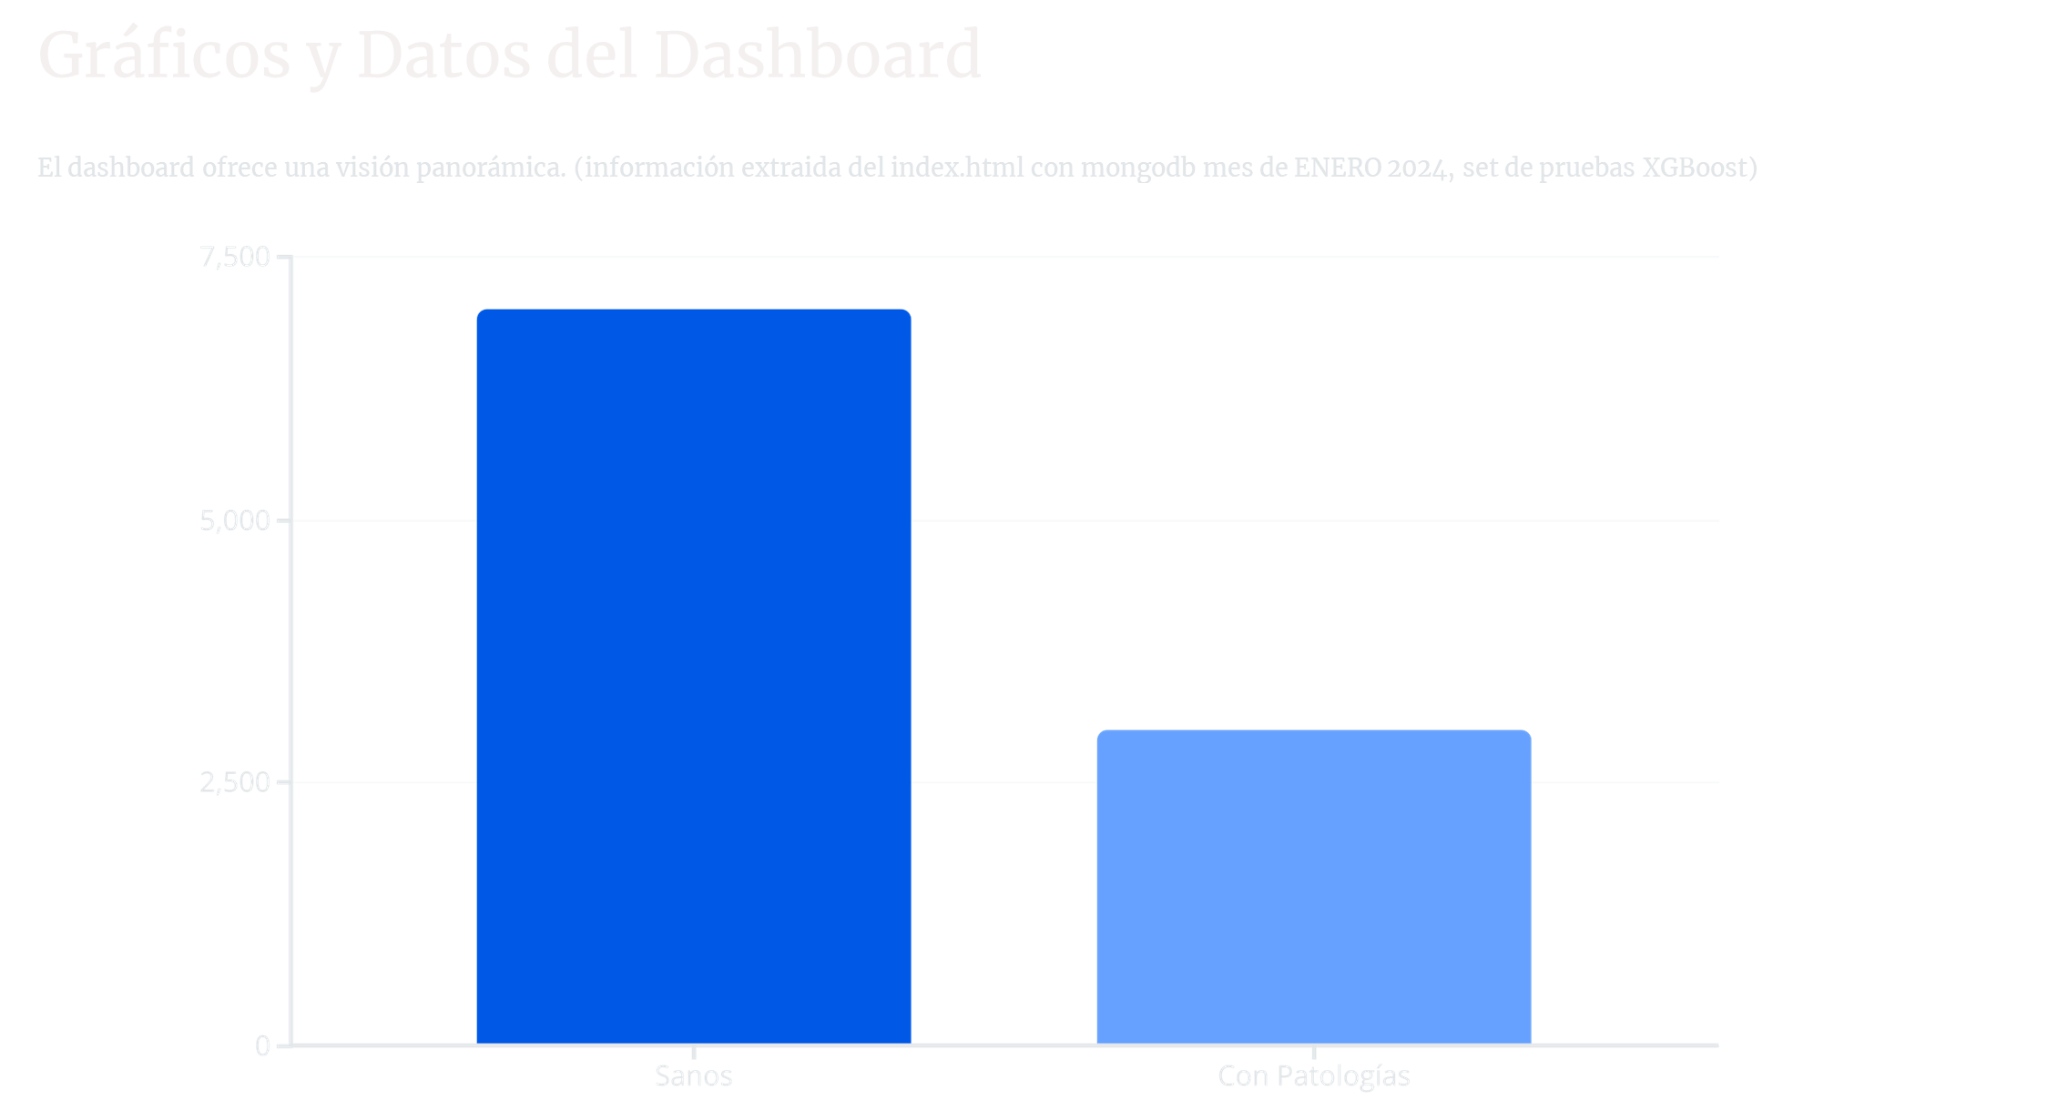 Gráficos y Datos del Dashboard
El dashboard ofrece una visión panorámica. (información extraida del index.html con mongodb mes de ENERO 2024, set de pruebas XGBoost)
7,500
5,000
2,500
0
Sanos
Con Patologías